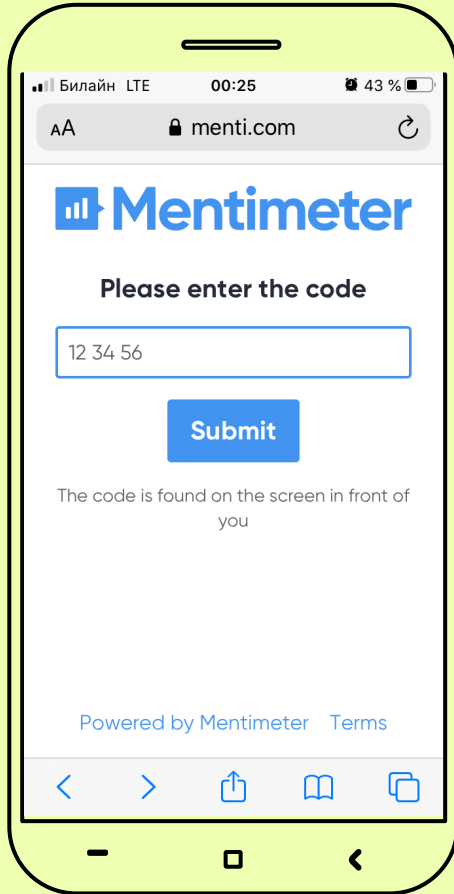 Билайн LTE 00:25 43 %
AA menti.com
Mentimeter
Please enter the code
12 34 56
Submit
The code is found on the screen in front of
you
Powered by Mentimeter Terms